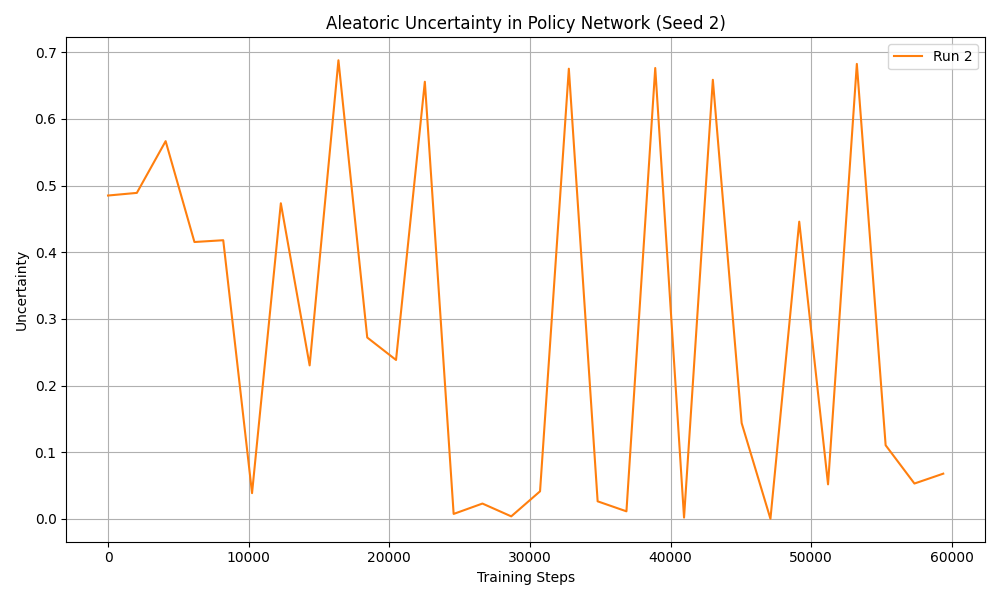 Aleatoric Uncertainty in Policy Network (Seed 2)
Run 2
Uncertainty
0.7
0.6
0.5
0.4
0.3
0.2
0.1
0.0
0 10000 20000 30000 40000 50000 60000
Training Steps